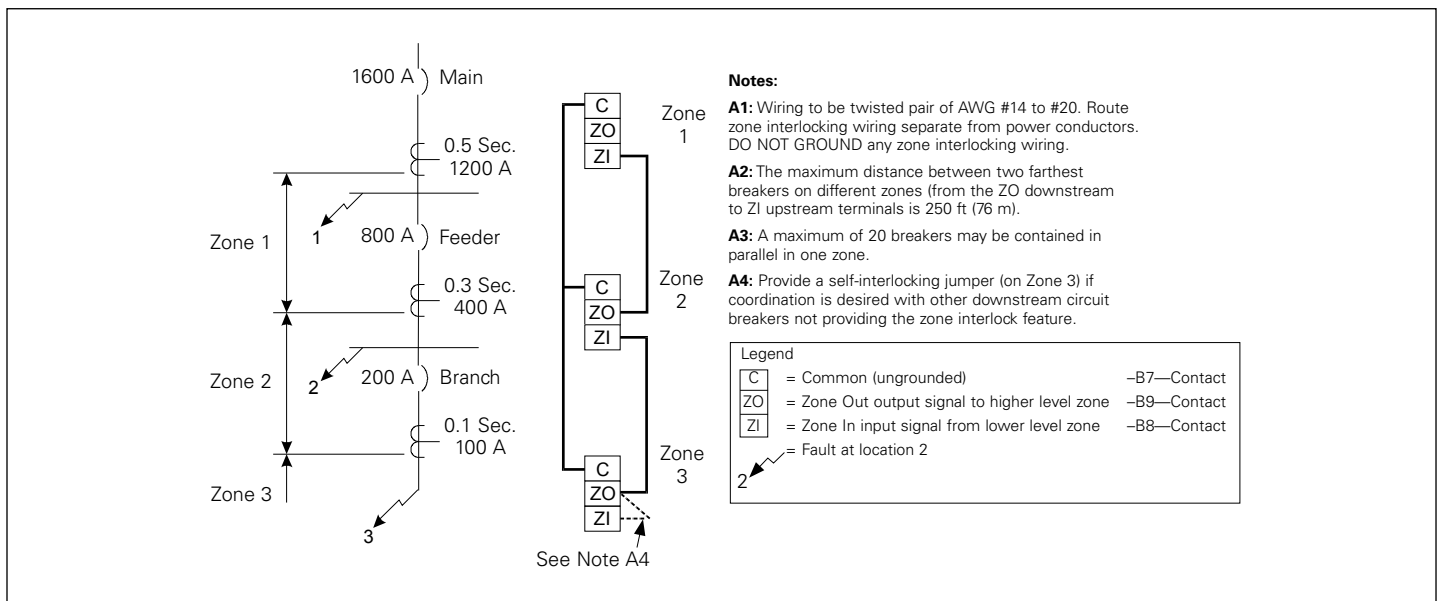 1600 A
Main
0.5 Sec.
1200 A
Zone 1
1
800 A
Feeder
0.3 Sec.
400 A
Zone 2
2
200 A
Branch
0.1 Sec.
100 A
Zone 3
3
C
ZO
ZI
Zone
1
C
ZO
ZI
Zone
2
C
ZO
ZI
Zone
3
See Note A4
Notes:
A1: Wiring to be twisted pair of AWG #14 to #20. Route
zone interlocking wiring separate from power conductors.
DO NOT GROUND any zone interlocking wiring.
A2: The maximum distance between two farthest
breakers on different zones (from the ZO downstream
to ZI upstream terminals is 250 ft (76 m).
A3: A maximum of 20 breakers may be contained in
parallel in one zone.
A4: Provide a self-interlocking jumper (on Zone 3) if
coordination is desired with other downstream circuit
breakers not providing the zone interlock feature.
Legend
C = Common (ungrounded) –B7—Contact
ZO = Zone Out output signal to higher level zone –B9—Contact
ZI = Zone In input signal from lower level zone –B8—Contact
2 = Fault at location 2